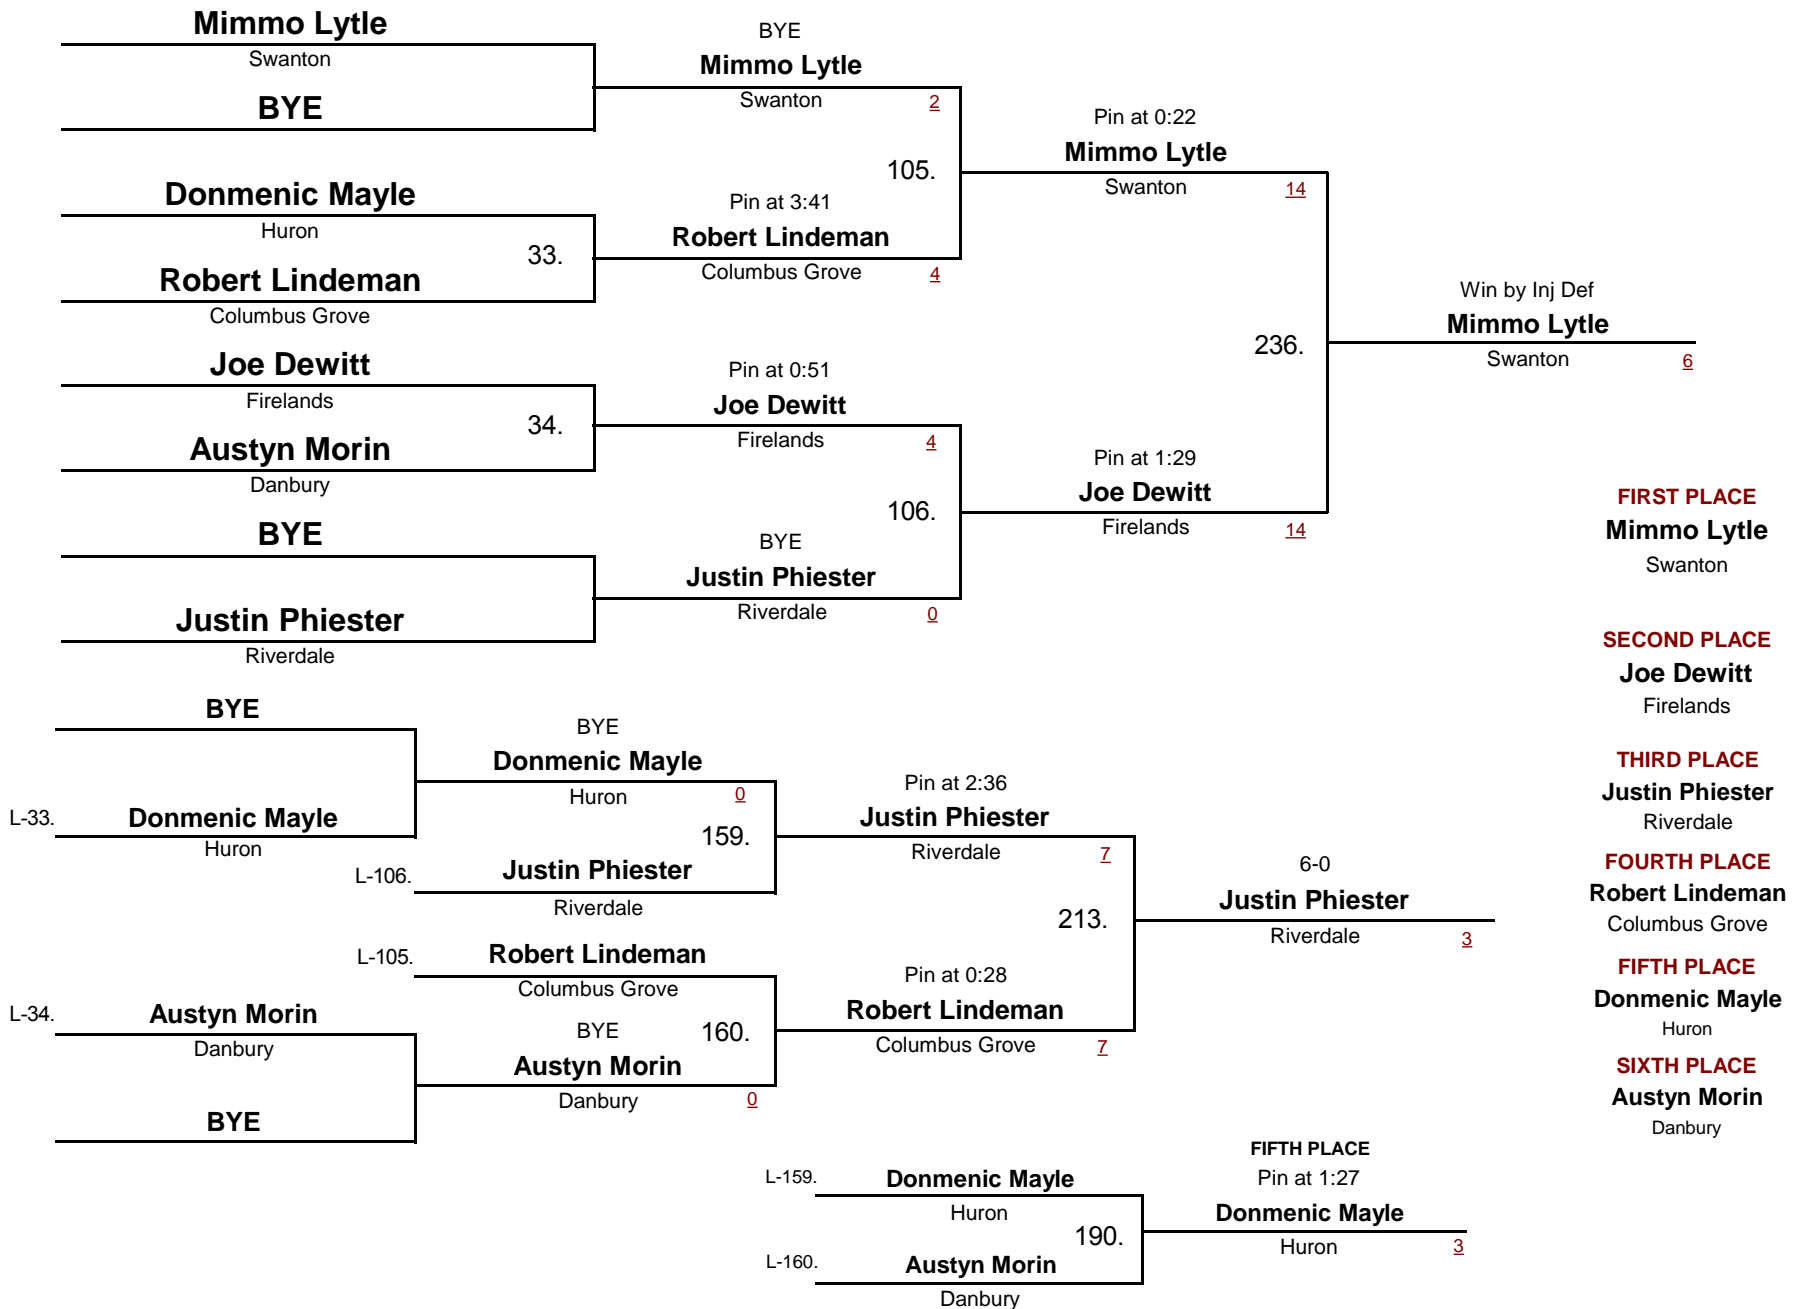 Mimmo Lytle
Swanton
BYE
Donmenic Mayle
Huron
33.
Robert Lindeman
Columbus Grove
Joe Dewitt
Firelands
34.
Austyn Morin
Danbury
BYE
Justin Phiester
Riverdale
BYE
Mimmo Lytle
Swanton 2
105.
Pin at 3:41
Robert Lindeman
Columbus Grove 4
Pin at 0:51
Joe Dewitt
Firelands 4
106.
BYE
Justin Phiester
Riverdale 0
Pin at 0:22
Mimmo Lytle
Swanton 14
236.
Pin at 1:29
Joe Dewitt
Firelands 14
Win by Inj Def
Mimmo Lytle
Swanton 6
BYE
L-33. Donmenic Mayle
Huron
BYE
Donmenic Mayle
Huron 0
159.
L-106. Justin Phiester
Riverdale
L-105. Robert Lindeman
Columbus Grove
L-34. Austyn Morin
Danbury
BYE
BYE 160.
Austyn Morin
Danbury 0
Pin at 2:36
Justin Phiester
Riverdale 7
213.
Pin at 0:28
Robert Lindeman
Columbus Grove 7
6-0
Justin Phiester
Riverdale 3
L-159. Donmenic Mayle
Huron
190.
L-160. Austyn Morin
Danbury
FIFTH PLACE
Pin at 1:27
Donmenic Mayle
Huron 3
FIRST PLACE
Mimmo Lytle
Swanton
SECOND PLACE
Joe Dewitt
Firelands
THIRD PLACE
Justin Phiester
Riverdale
FOURTH PLACE
Robert Lindeman
Columbus Grove
FIFTH PLACE
Donmenic Mayle
Huron
SIXTH PLACE
Austyn Morin
Danbury